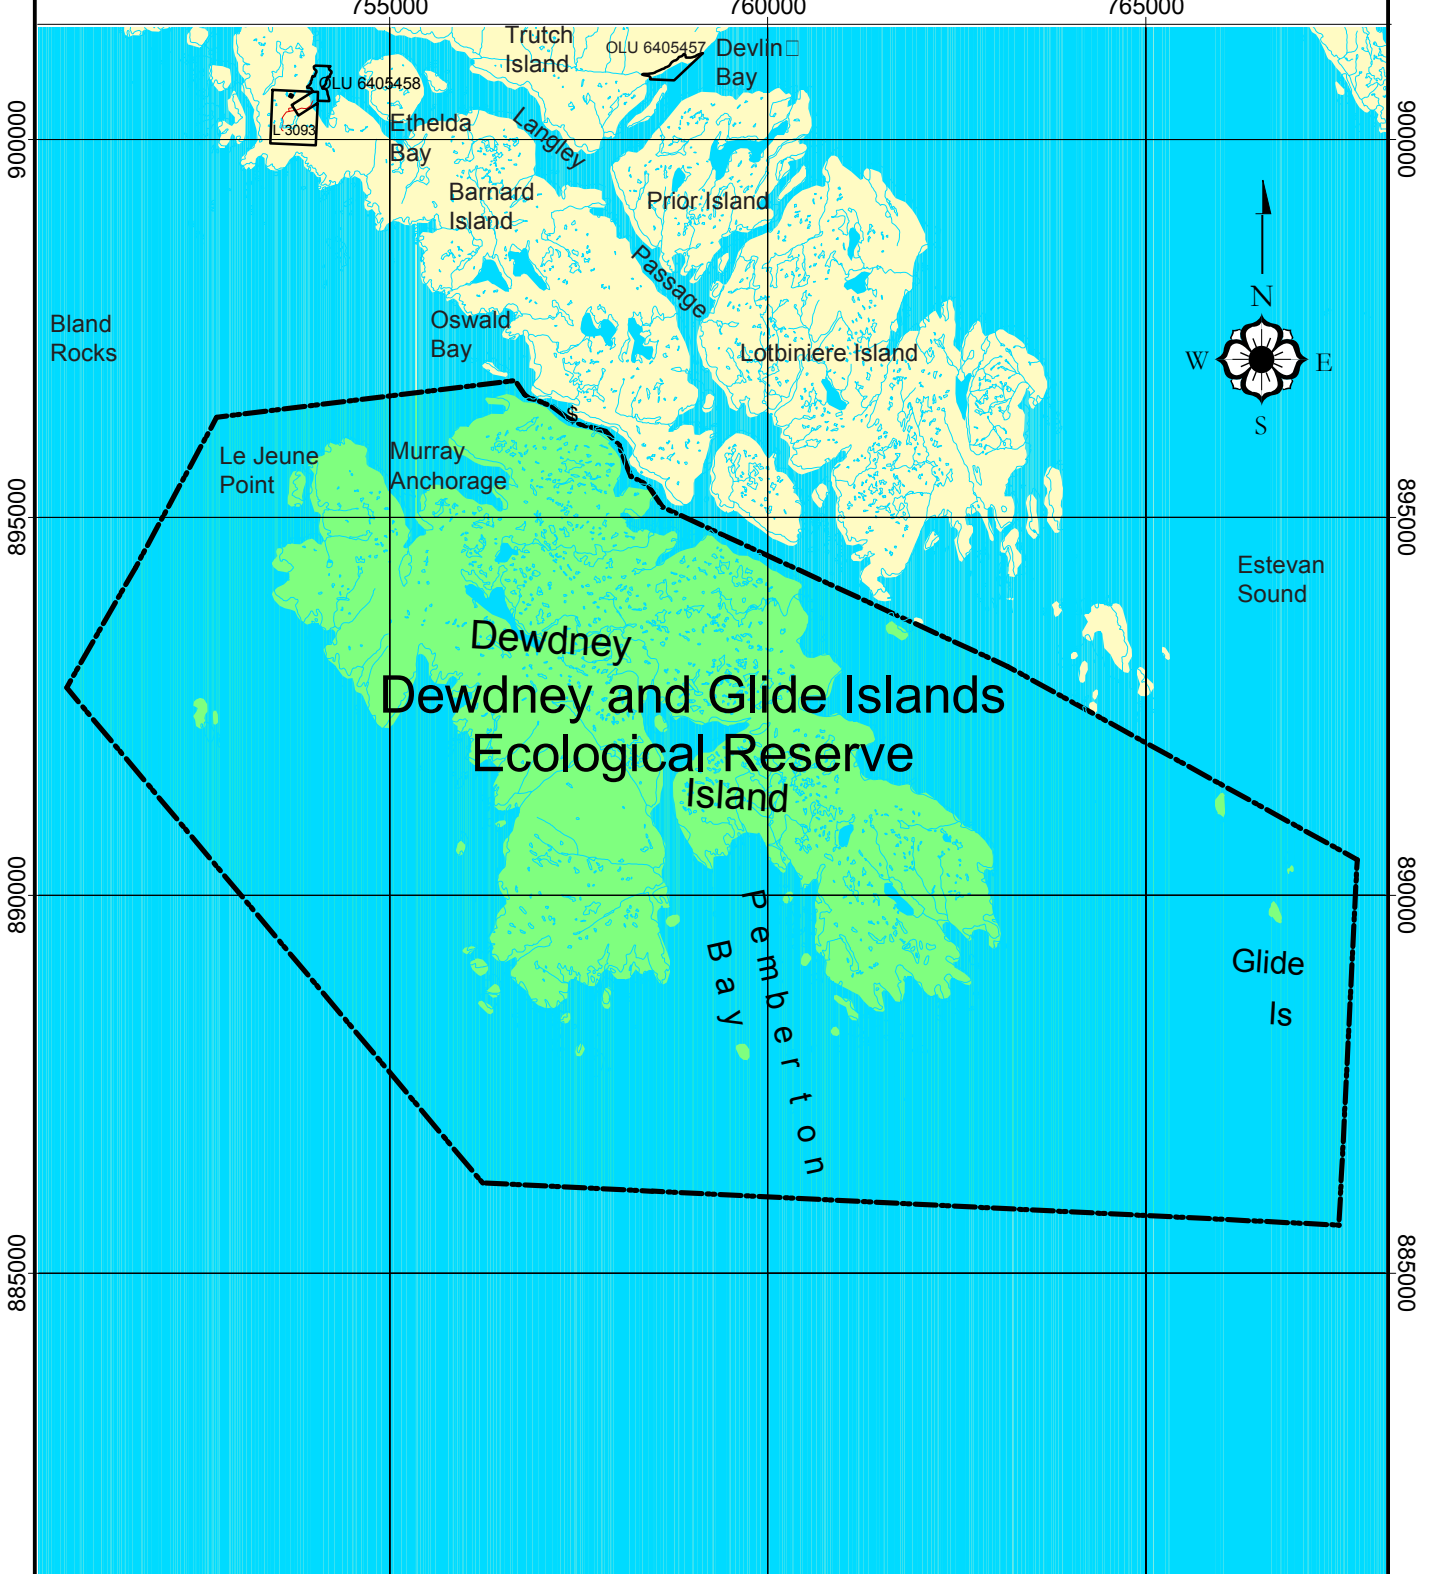 755000
760000
765000
Trutch
Island
OLU 6405457
Devlin□
Bay
OLU 6405458
L 3093
Ethelda
Bay
Langley
900000
900000
Barnard
Island
Prior Island
Passage
N
W
E
S
Bland
Rocks
Oswald
Bay
Lotbiniere Island
$
Le Jeune
Point
Murray
Anchorage
895000
895000
Estevan
Sound
Dewdney
Dewdney and Glide Islands
Ecological Reserve
Island
890000
890000
Pemberton
Bay
Glide
Is
885000
885000